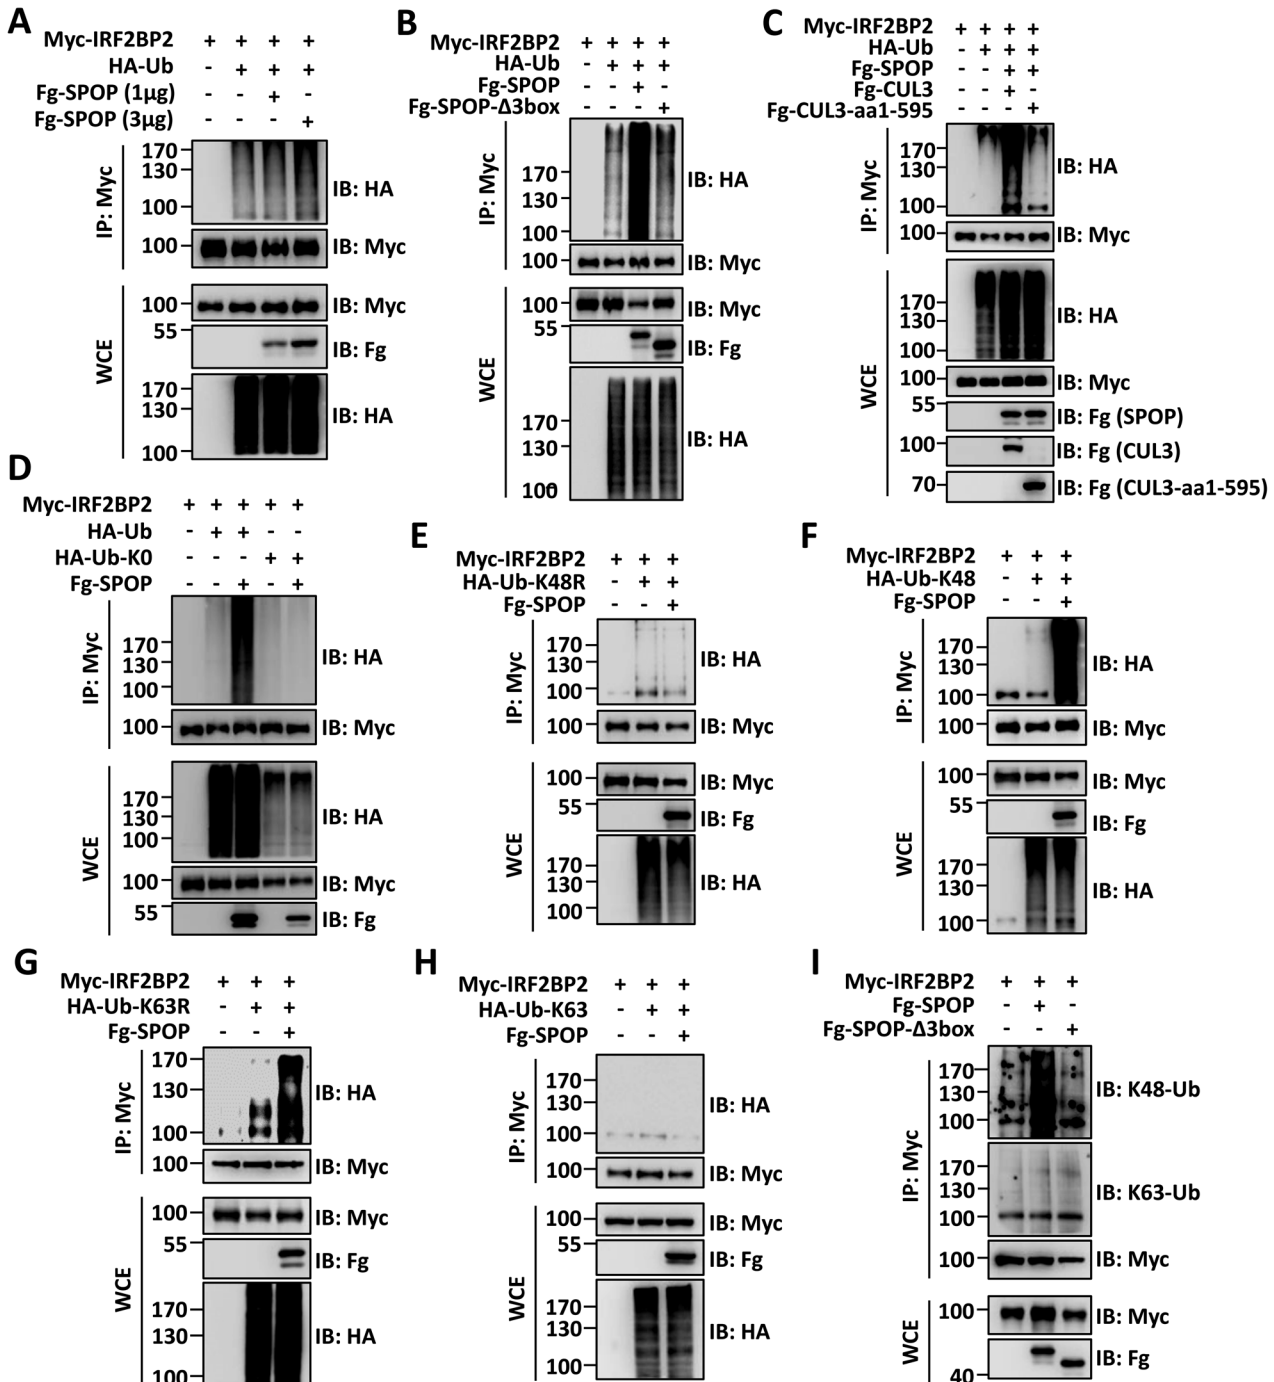 A
Myc-IRF2BP2 + + + +
HA-Ub - + + +
Fg-SPOP (1µg) - - + -
Fg-SPOP (3µg) - - - +
IP: Myc
170
130
100
IB: HA
100
IB: Myc
WCE
100
IB: Myc
55
IB: Fg
170
130
100
IB: HA
B
Myc-IRF2BP2 + + + +
HA-Ub - + + +
Fg-SPOP - - + -
Fg-SPOP-Δ3box - - - +
IP: Myc
170
130
100
IB: HA
100
IB: Myc
WCE
100
IB: Myc
55
IB: Fg
170
130
100
IB: HA
C
Myc-IRF2BP2 + + + +
HA-Ub - + + +
Fg-SPOP - - + +
Fg-CUL3 - - + -
Fg-CUL3-aa1-595 - - - +
IP: Myc
170
130
100
IB: HA
100
IB: Myc
WCE
170
130
100
IB: HA
100
IB: Myc
55
IB: Fg (SPOP)
100
IB: Fg (CUL3)
70
IB: Fg (CUL3-aa1-595)
D
Myc-IRF2BP2 + + + + +
HA-Ub - + + - -
HA-Ub-K0 - - - + +
Fg-SPOP - - + - +
IP: Myc
170
130
100
IB: HA
100
IB: Myc
WCE
170
130
100
IB: HA
100
IB: Myc
55
IB: Fg
E
Myc-IRF2BP2 + + +
HA-Ub-K48R - + +
Fg-SPOP - - +
IP: Myc
170
130
100
IB: HA
100
IB: Myc
WCE
100
IB: Myc
55
IB: Fg
170
130
100
IB: HA
F
Myc-IRF2BP2 + + +
HA-Ub-K48 - + +
Fg-SPOP - - +
IP: Myc
170
130
100
IB: HA
100
IB: Myc
WCE
100
IB: Myc
55
IB: Fg
170
130
100
IB: HA
G
Myc-IRF2BP2 + + +
HA-Ub-K63R - + +
Fg-SPOP - - +
IP: Myc
170
130
100
IB: HA
100
IB: Myc
WCE
100
IB: Myc
55
IB: Fg
170
130
100
IB: HA
H
Myc-IRF2BP2 + + +
HA-Ub-K63 - + +
Fg-SPOP - - +
IP: Myc
170
130
100
IB: HA
100
IB: Myc
WCE
100
IB: Myc
55
IB: Fg
170
130
100
IB: HA
I
Myc-IRF2BP2 + + +
Fg-SPOP - + -
Fg-SPOP-Δ3box - - +
IP: Myc
170
130
100
IB: K48-Ub
170
130
100
IB: K63-Ub
100
IB: Myc
WCE
100
IB: Myc
IB: Fg
40